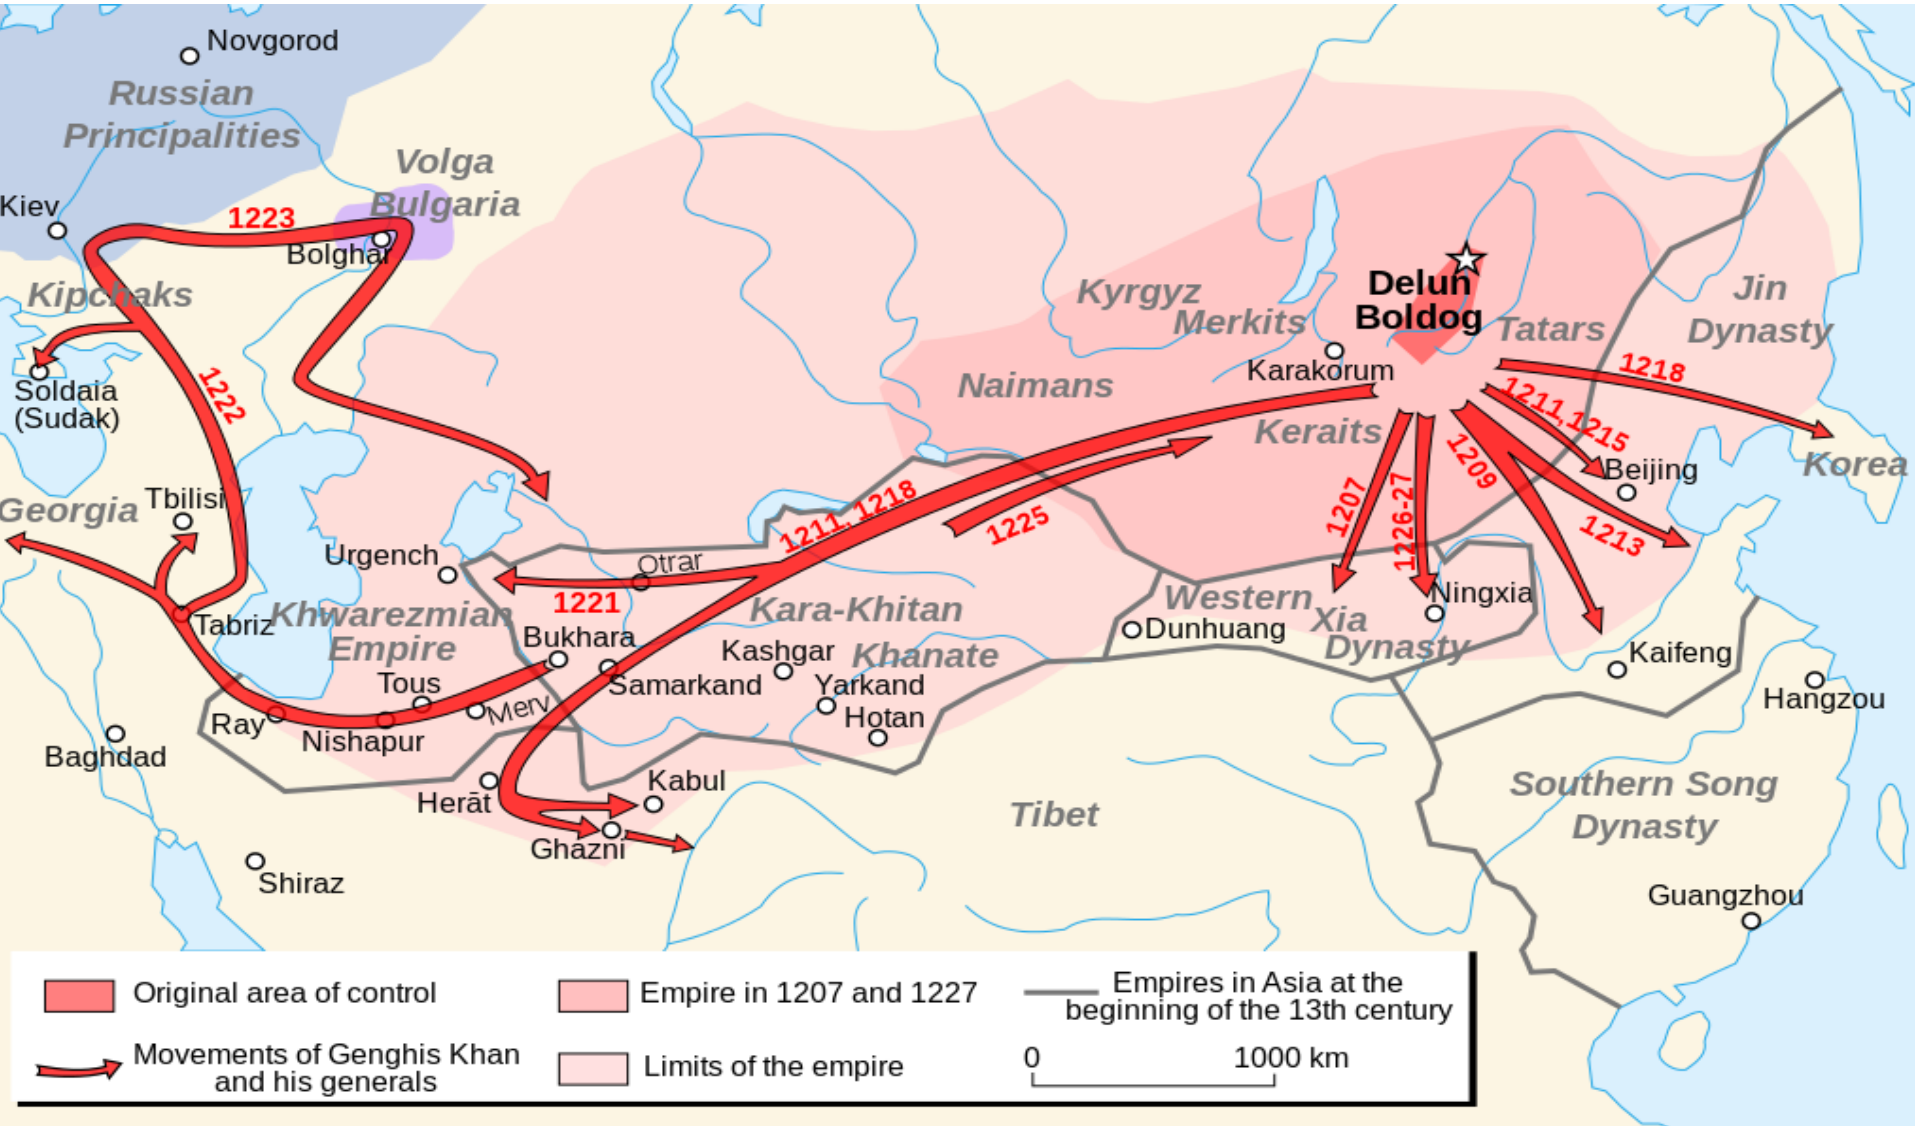 Novgorod
Russian
Principalities
Volga
Bulgaria
Kiev
1223
Bolghar
Kipchaks
Soldaia
(Sudak)
1222
Georgia
Tbilisi
Tabriz
Urgench
Khwarezmian
Empire
Otrar
1221
Bukhara
Samarkand
Tous
Merv
Ray
Nishapur
Baghdad
Herāt
Kabul
Ghazni
Shiraz
Kyrgyz
Merkits
Naimans
Keraits
Karakorum
Delun
Boldog
Tatars
Jin
Dynasty
1218
1211,1215
Beijing
Korea
1209
1213
1207
1226-27
1211, 1218
1225
Kara-Khitan
Khanate
Kashgar
Yarkand
Hotan
Western
Xia
Dynasty
Dunhuang
Ningxia
Kaifeng
Hangzou
Tibet
Southern Song
Dynasty
Guangzhou
Original area of control
Movements of Genghis Khan
and his generals
Empire in 1207 and 1227
Limits of the empire
Empires in Asia at the
beginning of the 13th century
0 1000 km